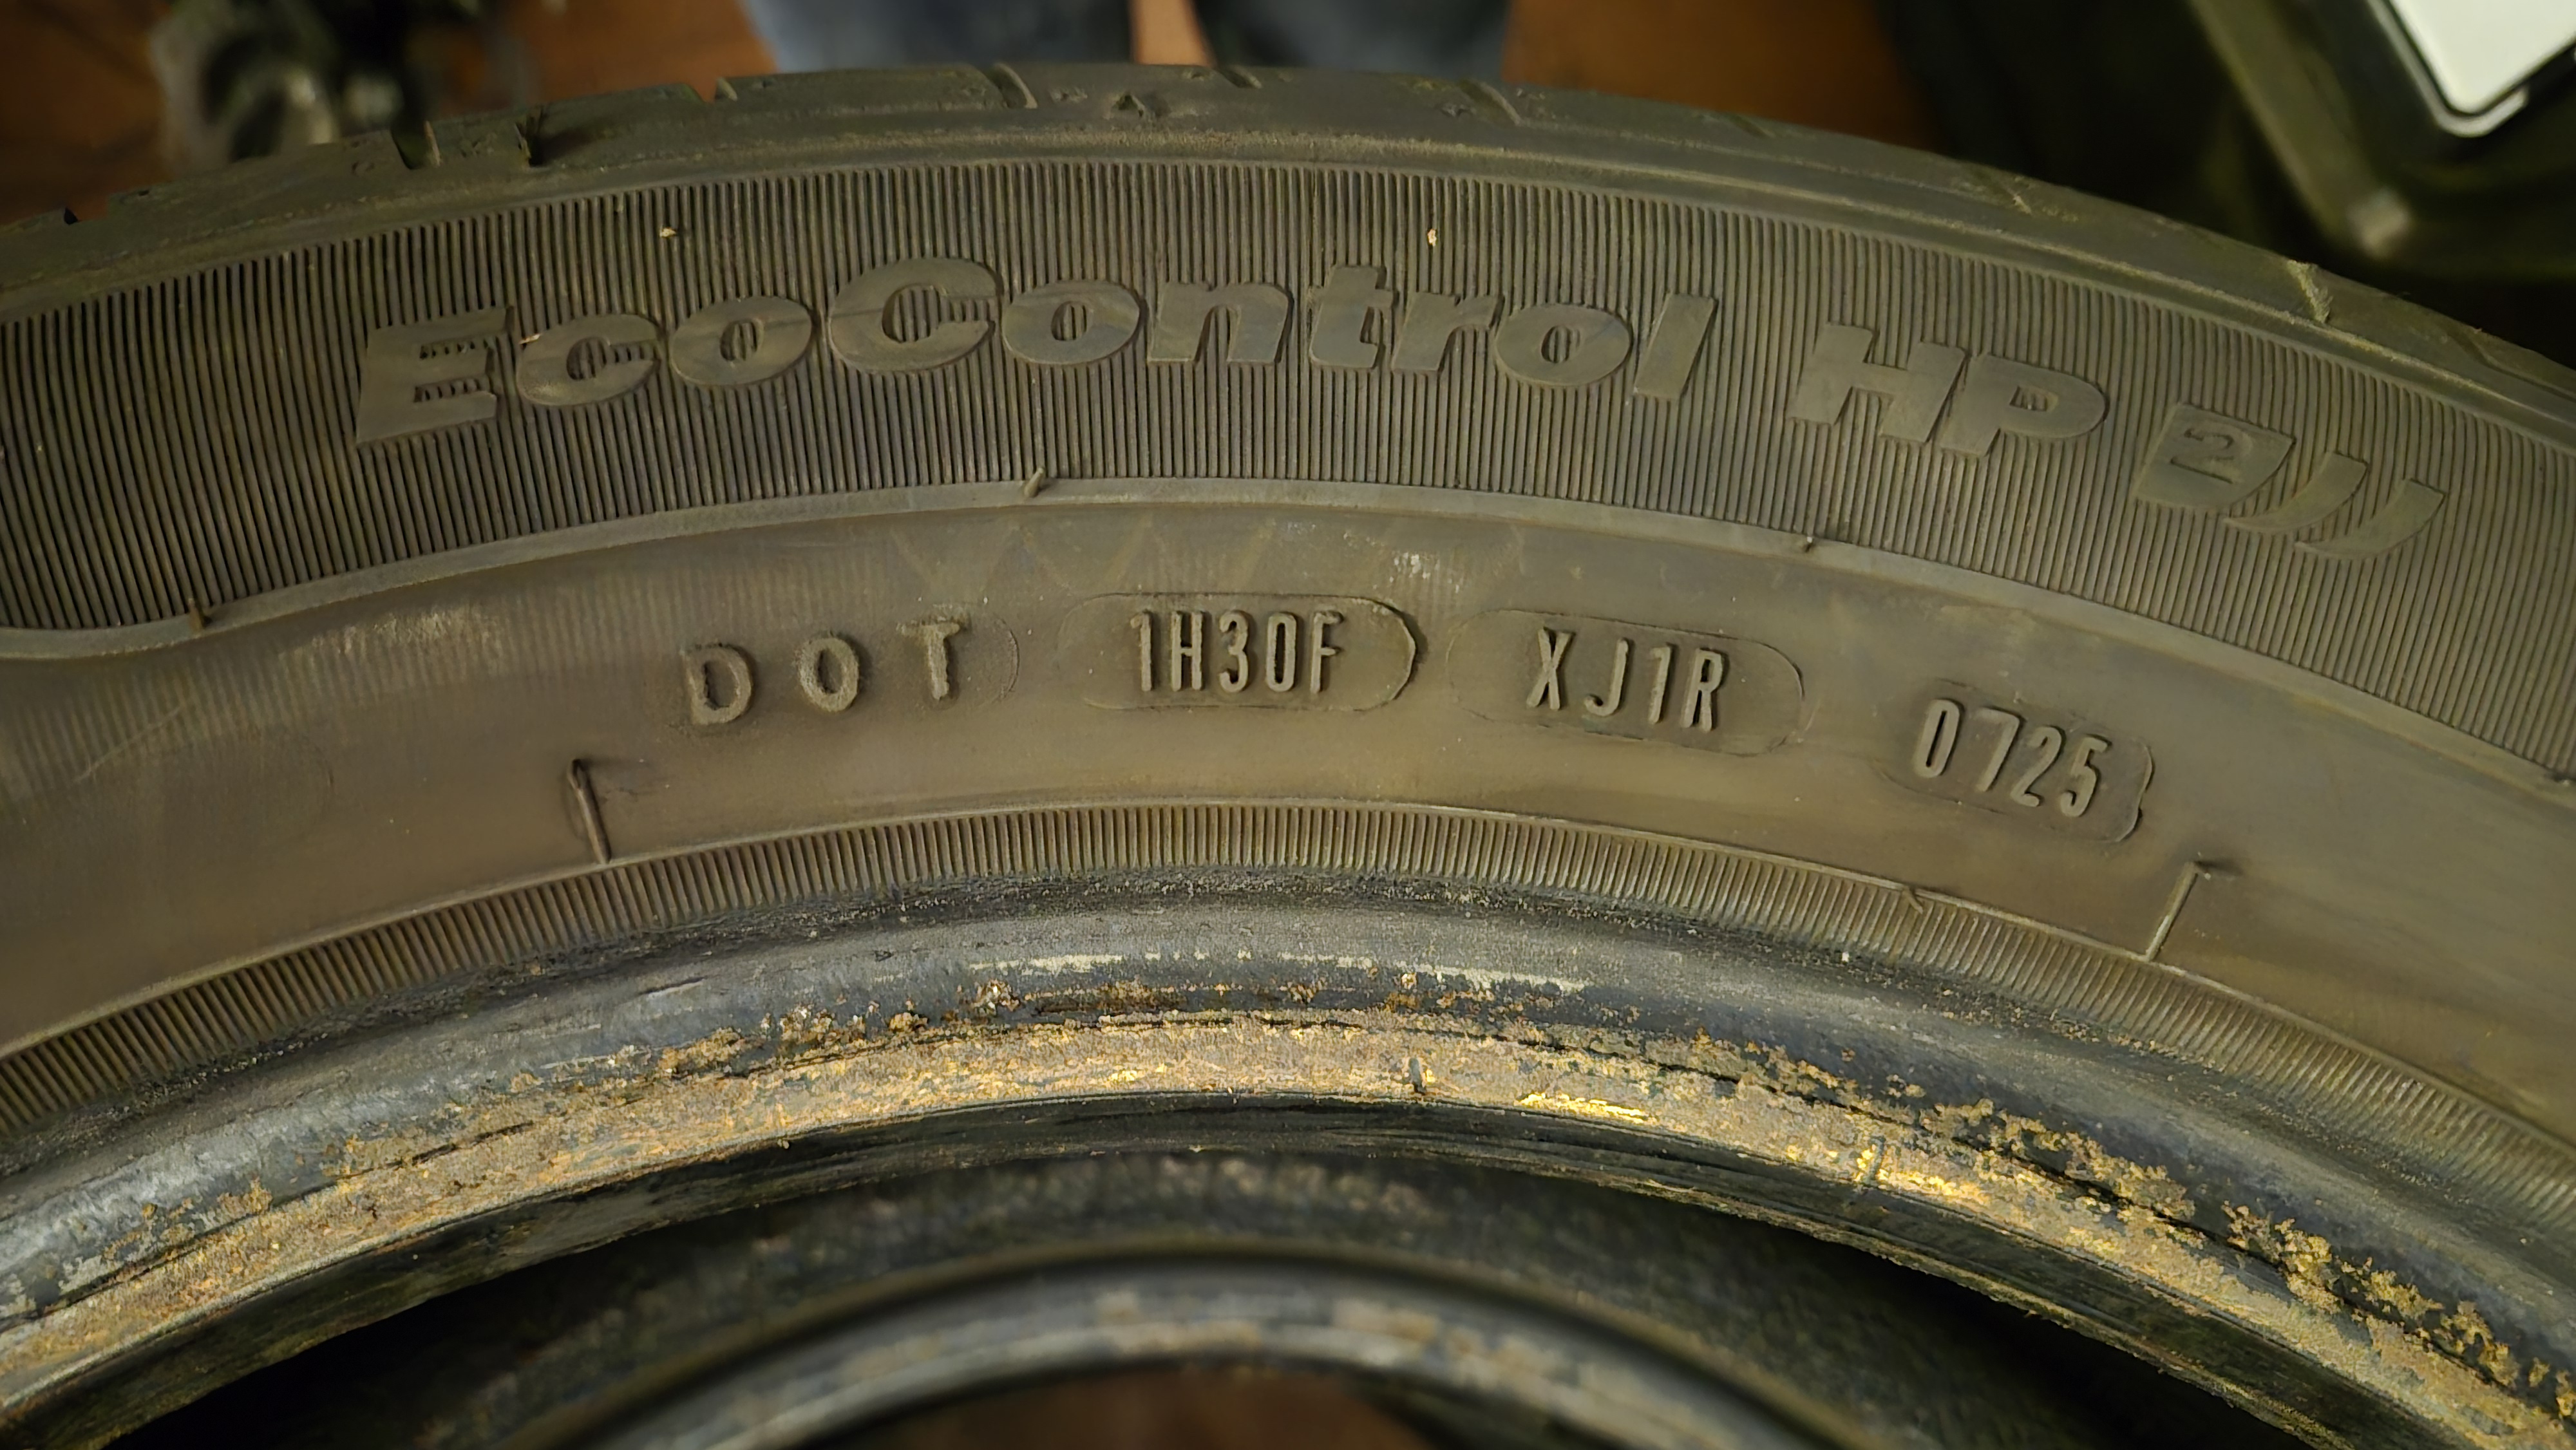 EcoControl HP 2
DOT 1H30F XJ1R 0725